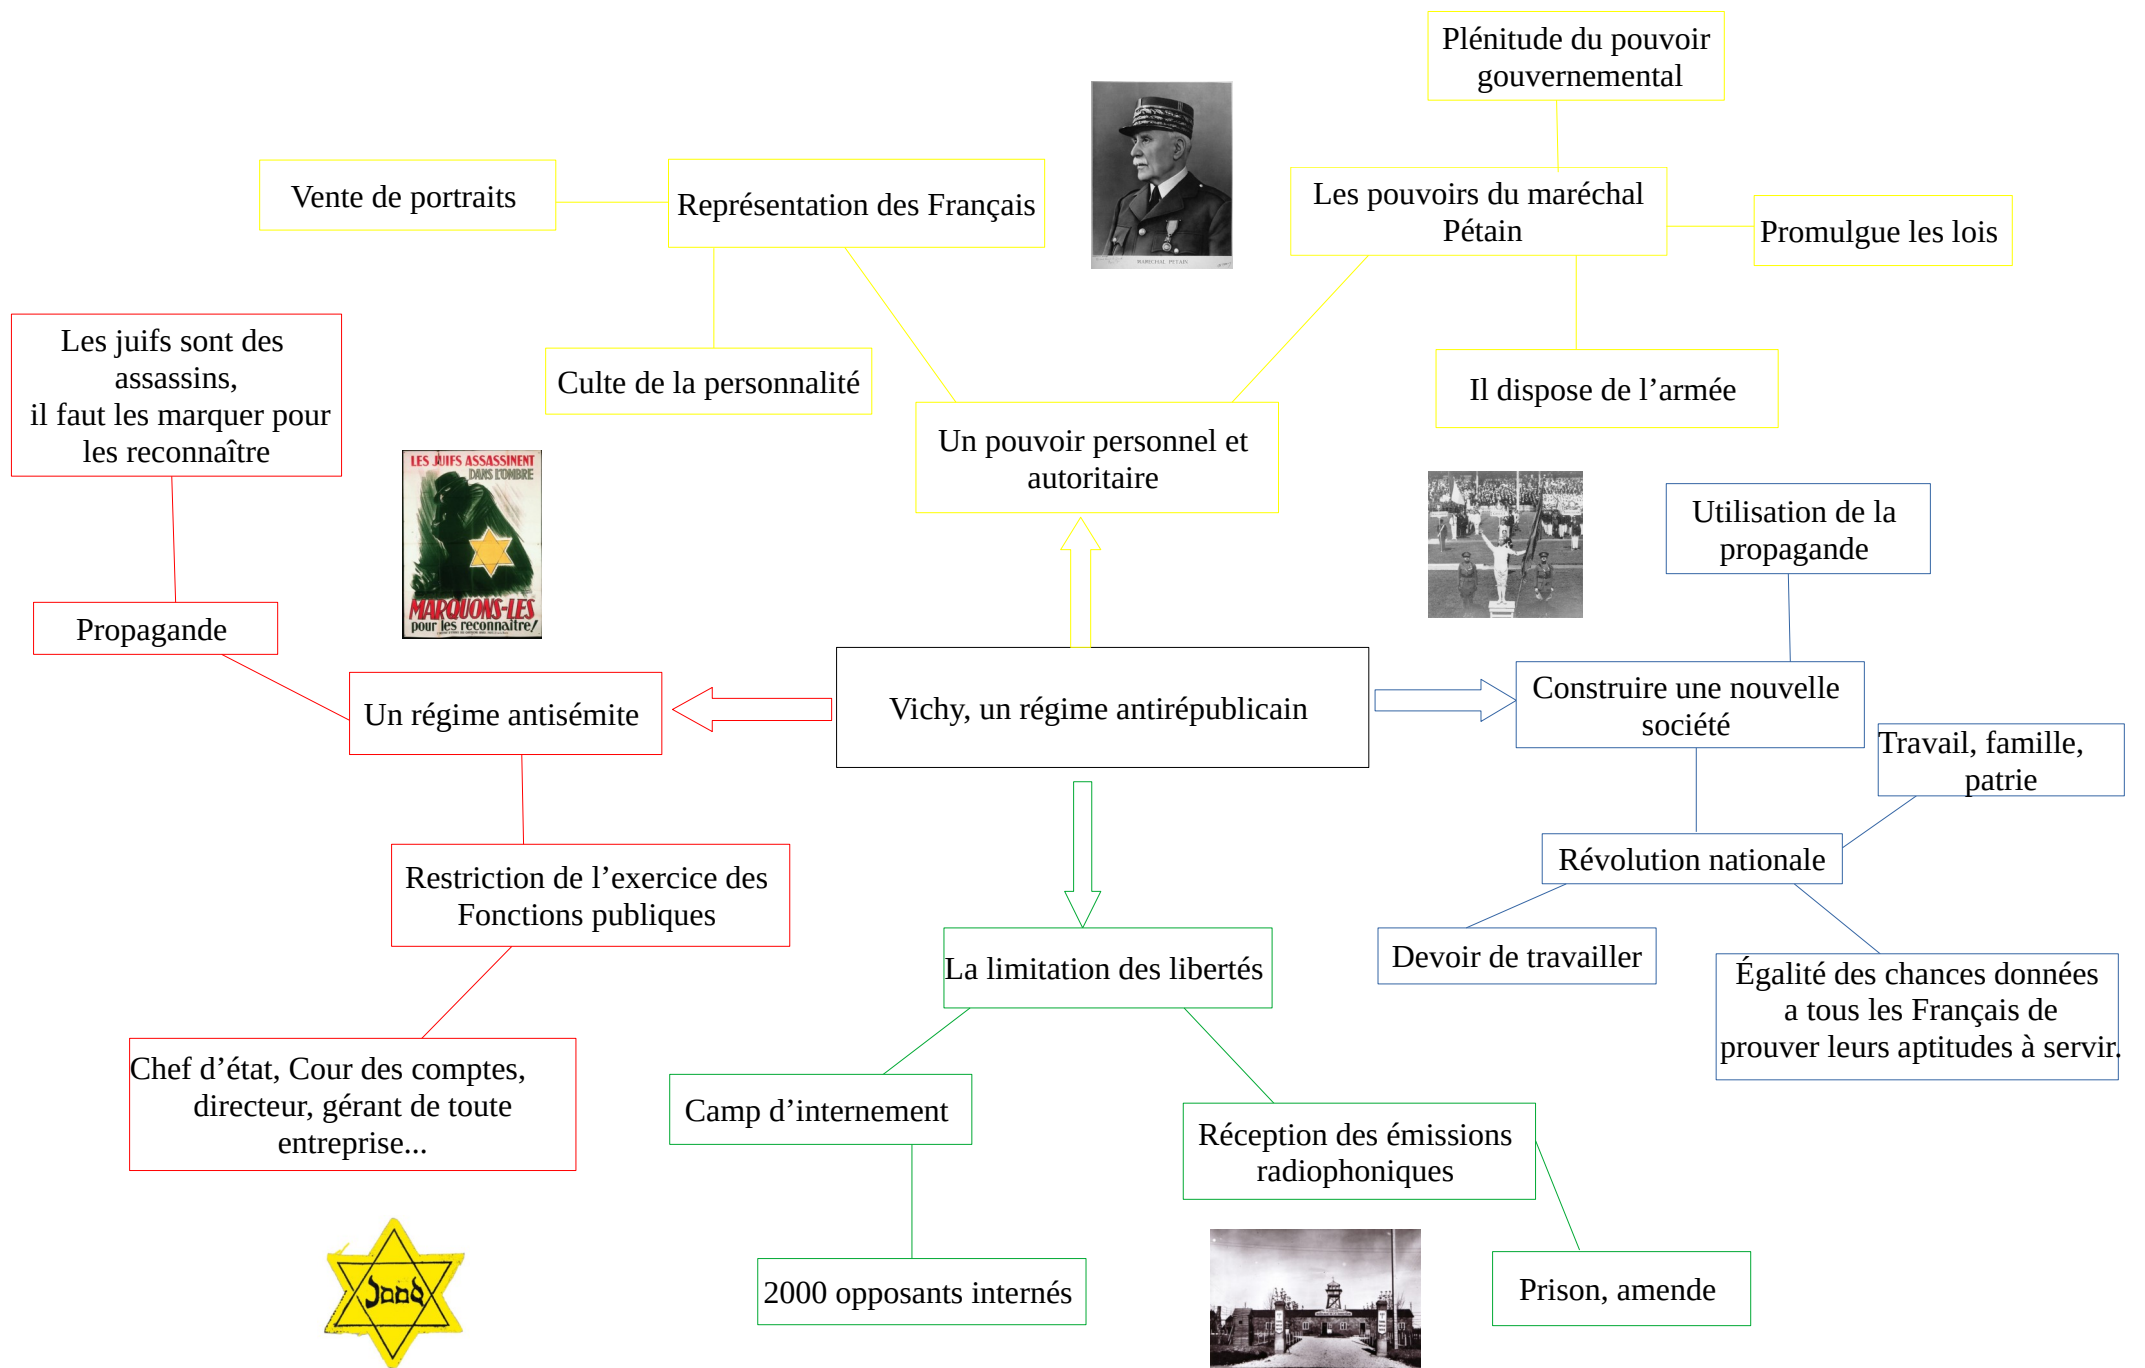 Plénitude du pouvoir
gouvernemental
MARECHAL PETAIN
Vente de portraits
Représentation des Français
Les pouvoirs du maréchal
Pétain
Promulgue les lois
Les juifs sont des
assassins,
il faut les marquer pour
les reconnaître
Culte de la personnalité
Il dispose de l’armée
Un pouvoir personnel et
autoritaire
LES JUIFS ASSASSINENT
DANS L'OMBRE
MARQUONS-LES
pour les reconnaitre!
Utilisation de la
propagande
Propagande
Un régime antisémite
Vichy, un régime antirépublicain
Construire une nouvelle
société
Travail, famille,
patrie
Restriction de l’exercice des
Fonctions publiques
Révolution nationale
La limitation des libertés
Devoir de travailler
Égalité des chances données
a tous les Français de
prouver leurs aptitudes à servir.
Chef d’état, Cour des comptes,
directeur, gérant de toute
entreprise...
Camp d’internement
Réception des émissions
radiophoniques
2000 opposants internés
Prison, amende
Jood